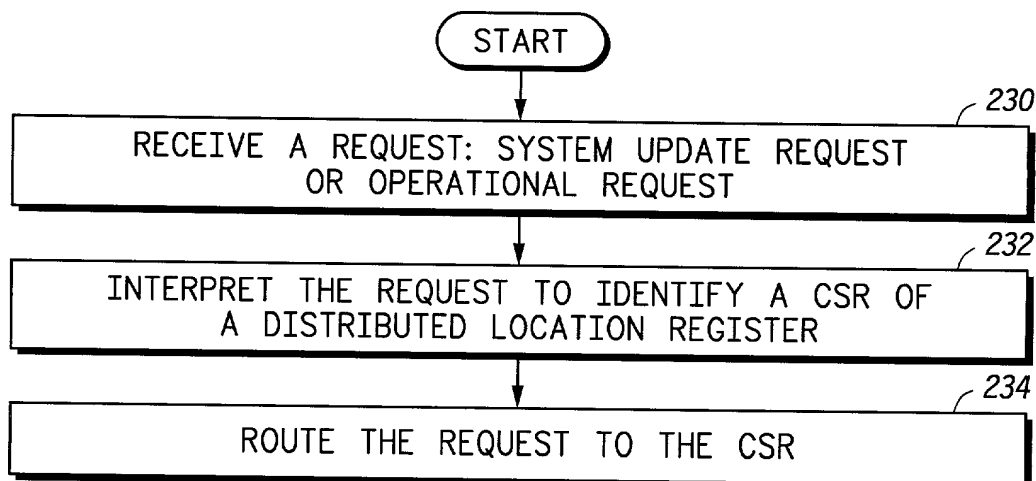 START
230
RECEIVE A REQUEST: SYSTEM UPDATE REQUEST
OR OPERATIONAL REQUEST
232
INTERPRET THE REQUEST TO IDENTIFY A CSR OF
A DISTRIBUTED LOCATION REGISTER
234
ROUTE THE REQUEST TO THE CSR